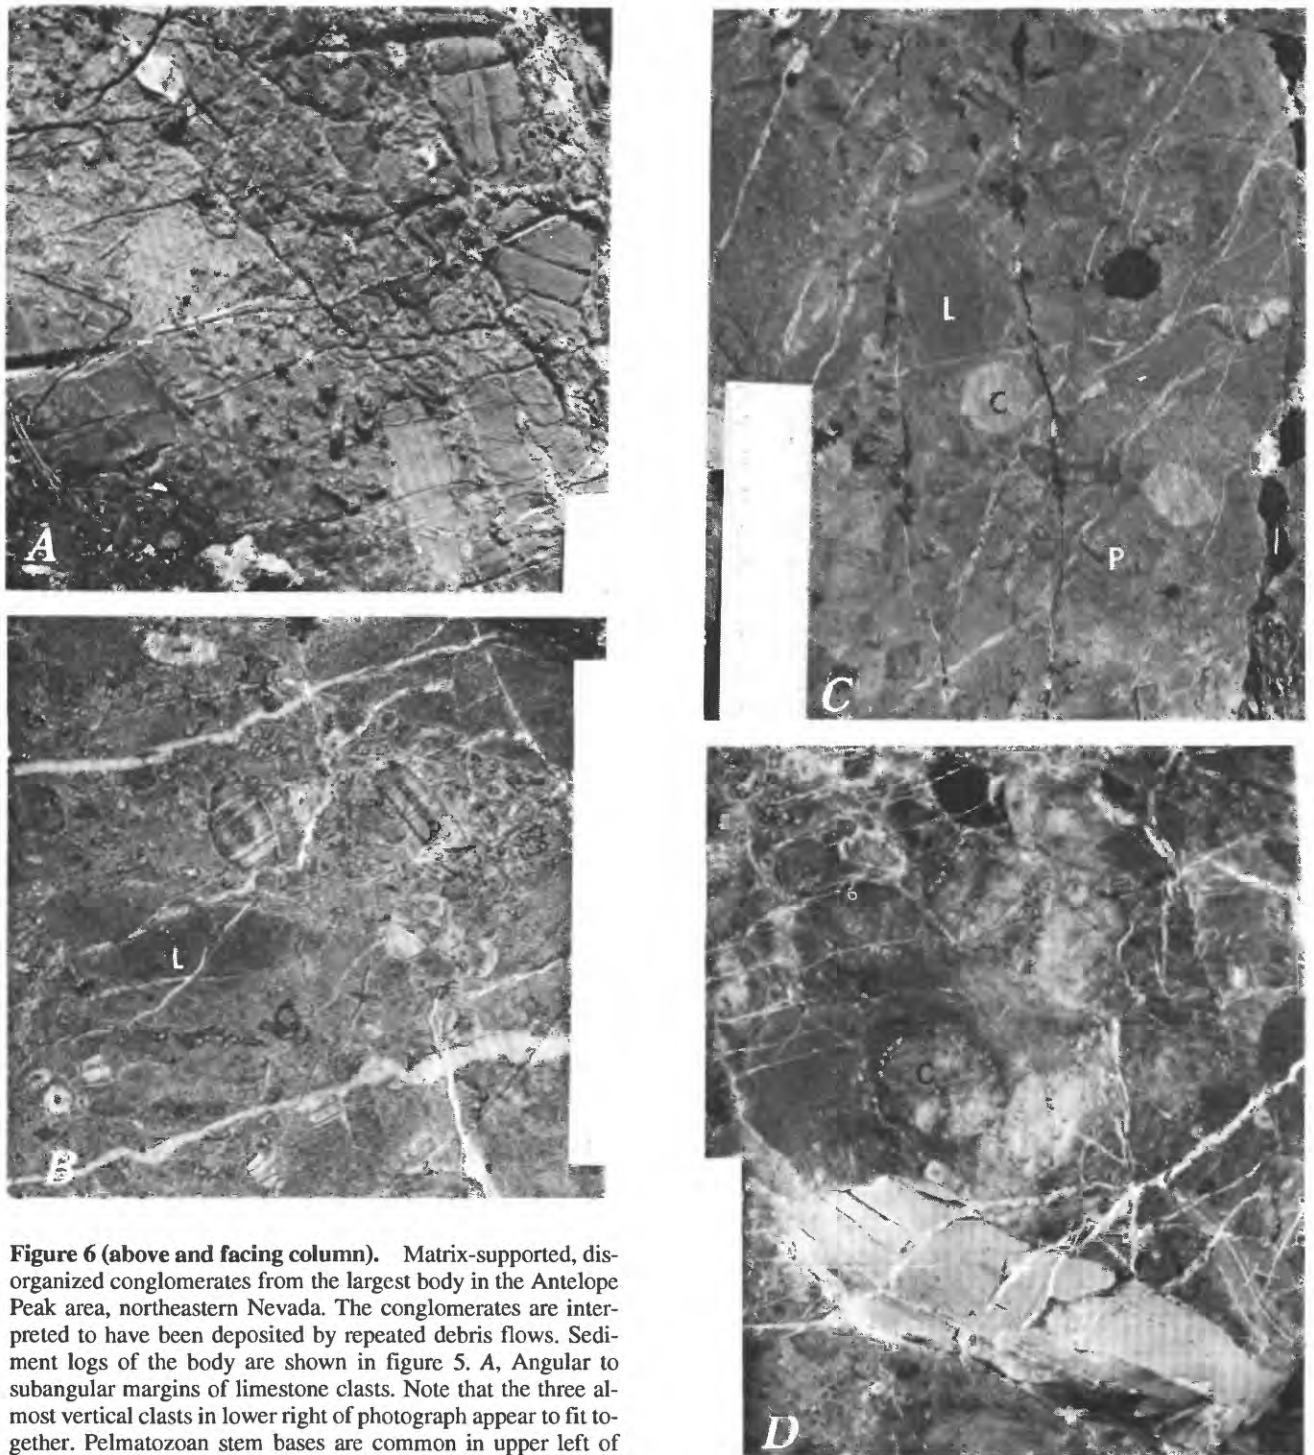 A
L
C
P
C
L
B
C
D
Figure 6 (above and facing column). Matrix-supported, dis-
organized conglomerates from the largest body in the Antelope
Peak area, northeastern Nevada. The conglomerates are inter-
preted to have been deposited by repeated debris flows. Sedi-
ment logs of the body are shown in figure 5. A, Angular to
subangular margins of limestone clasts. Note that the three al-
most vertical clasts in lower right of photograph appear to fit to-
gether. Pelmatozoan stem bases are common in upper left of